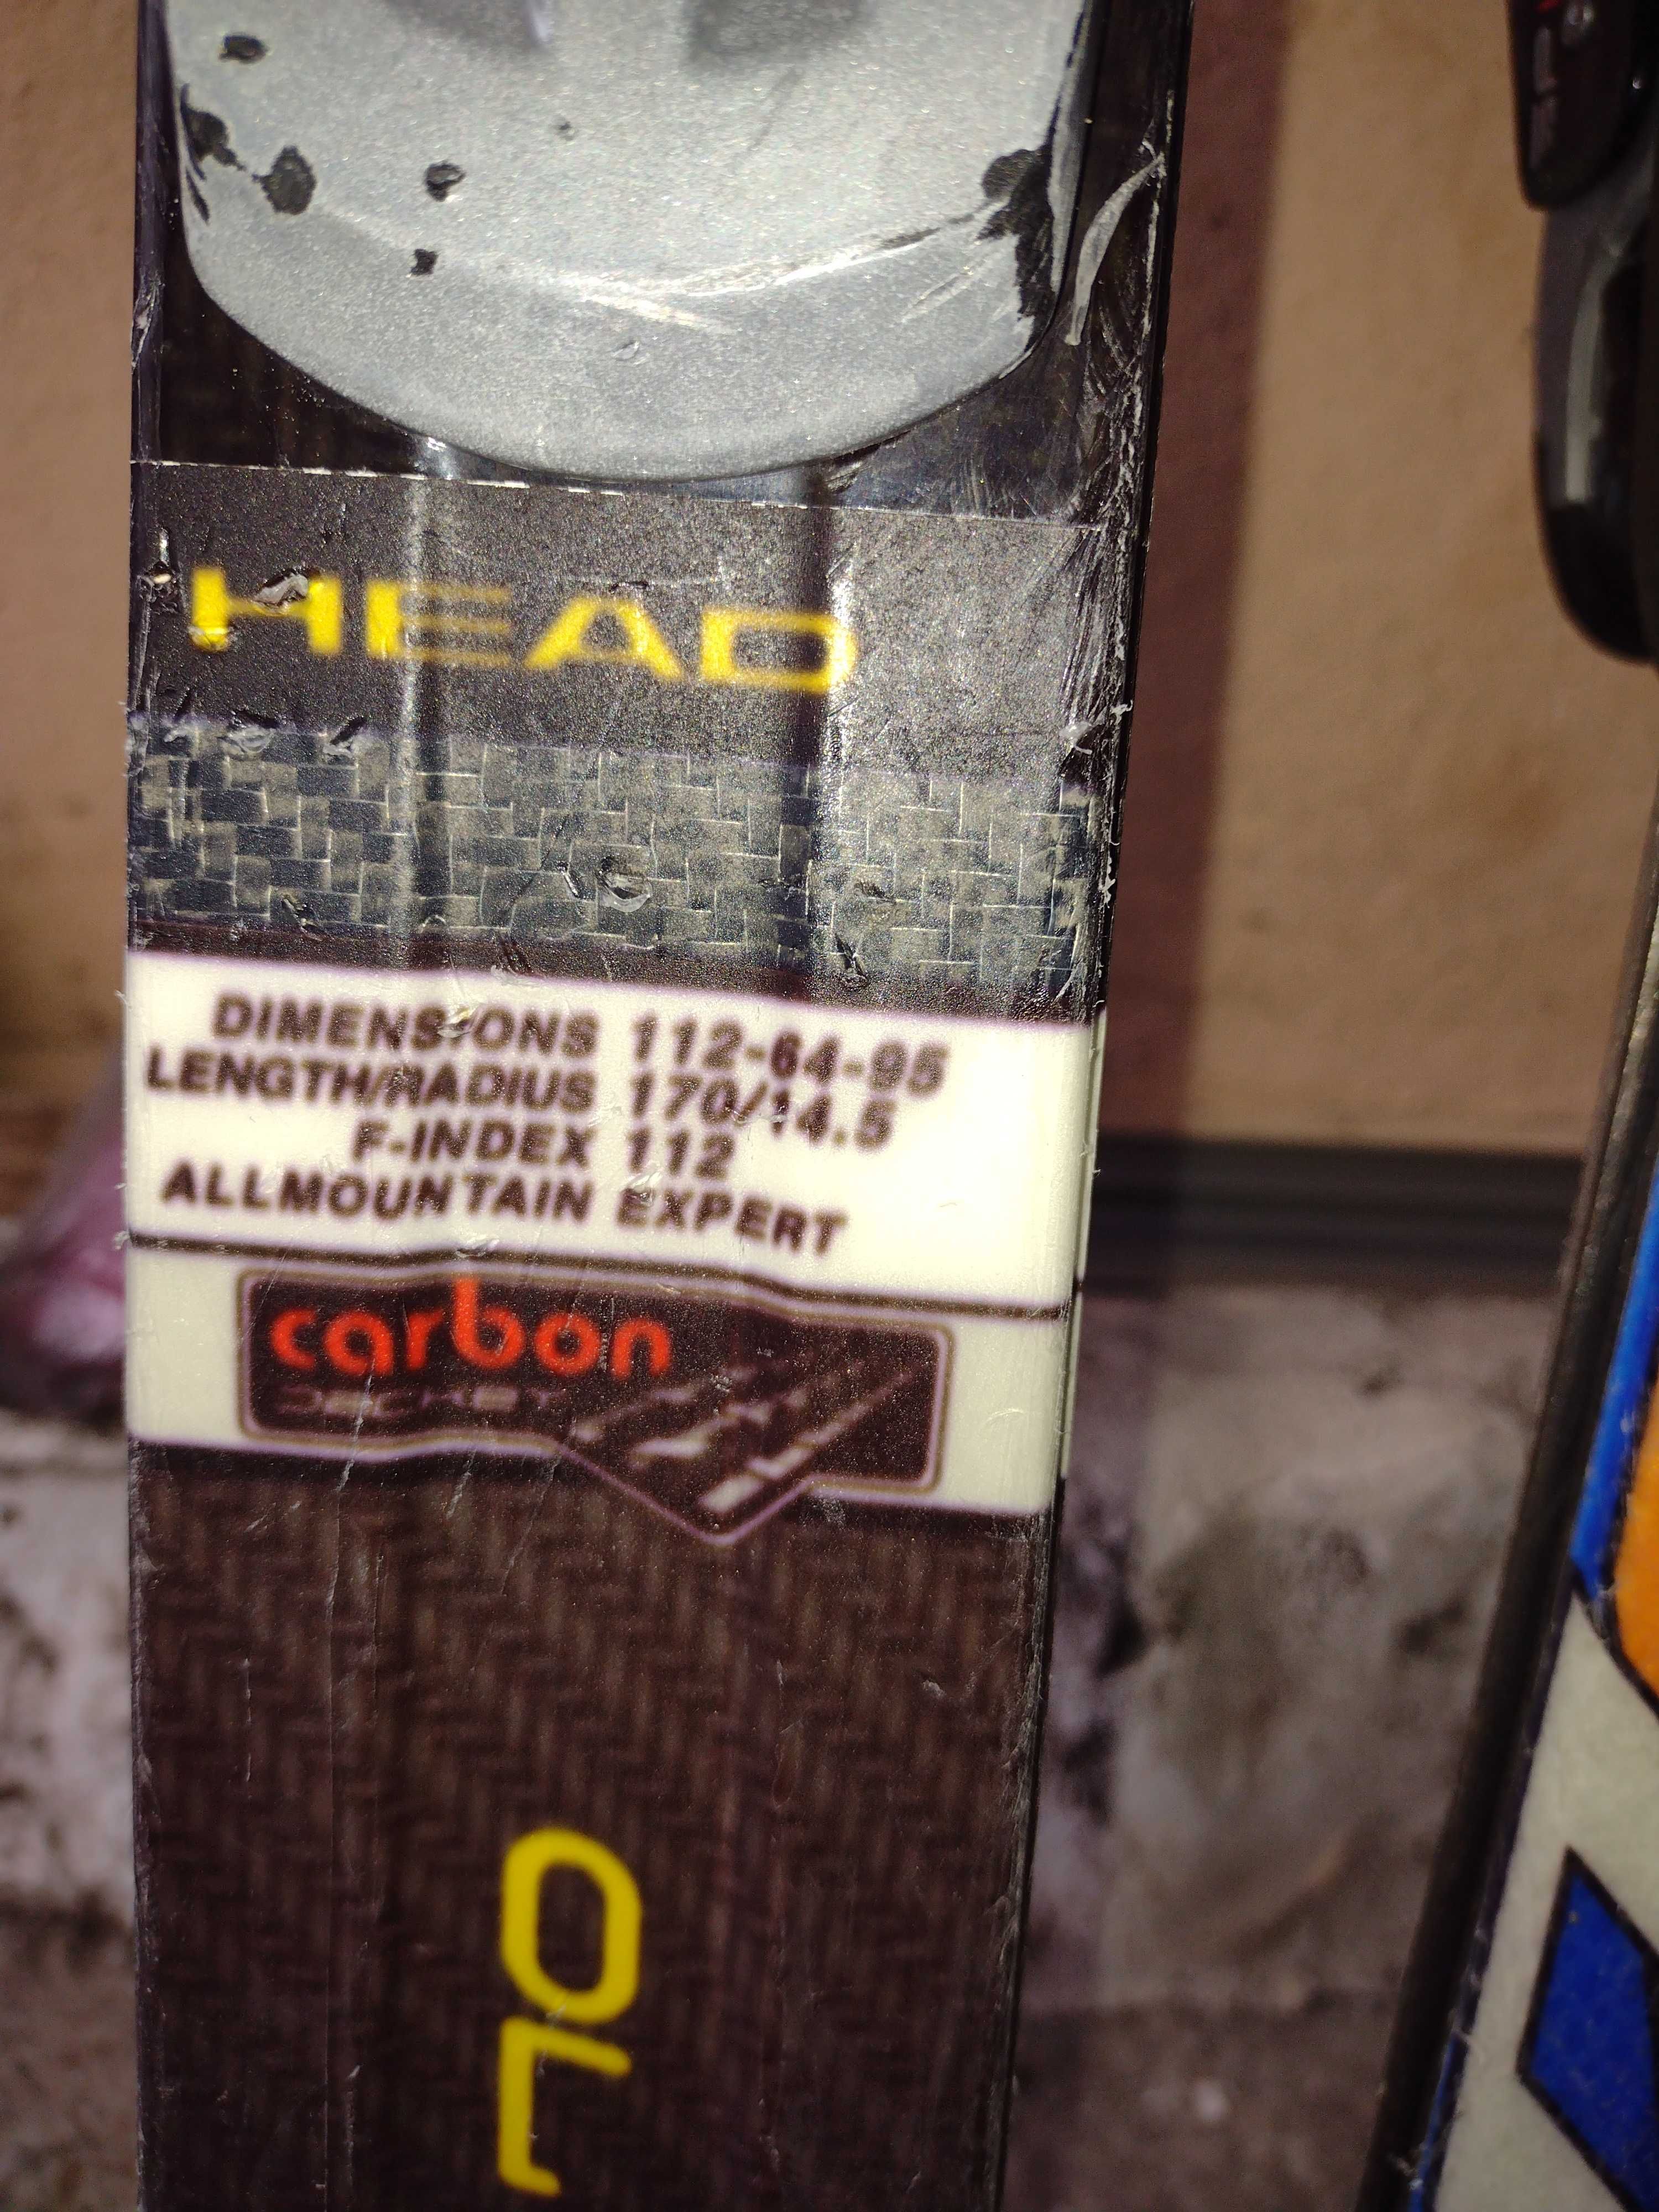 HEAD
DIMENSIONS 112-64-95
LENGTH/RADIUS 170/14.5
F-INDEX 112
ALLMOUNTAIN EXPERT
carbon